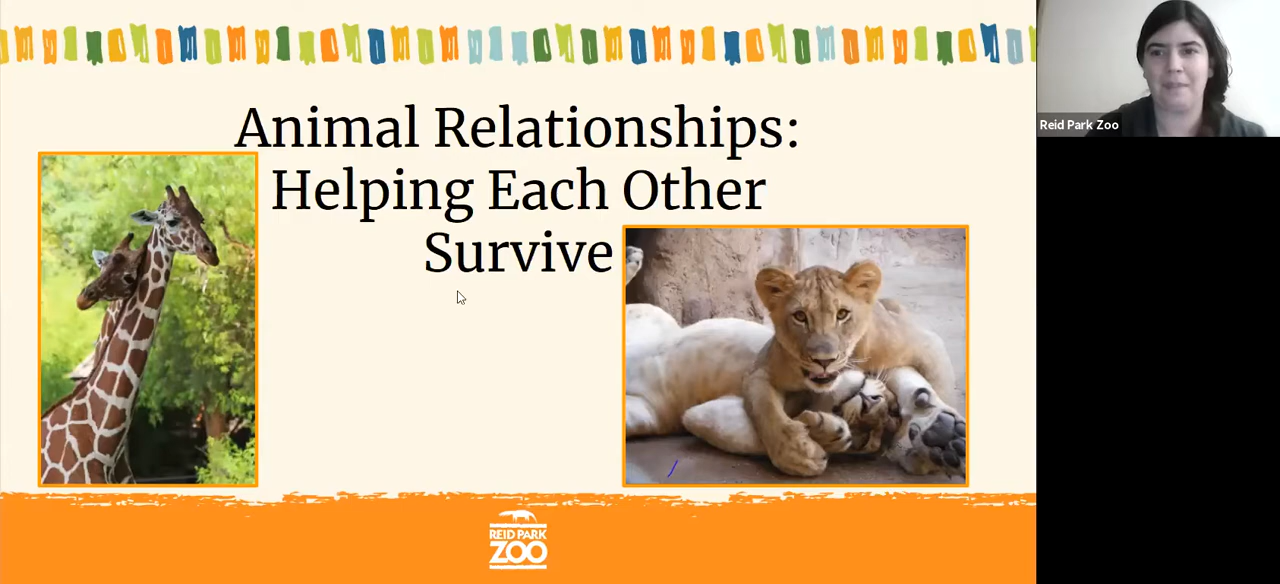 Animal Relationships:
Helping Each Other
Survive
Reid Park Zoo
REID PARK
ZOO